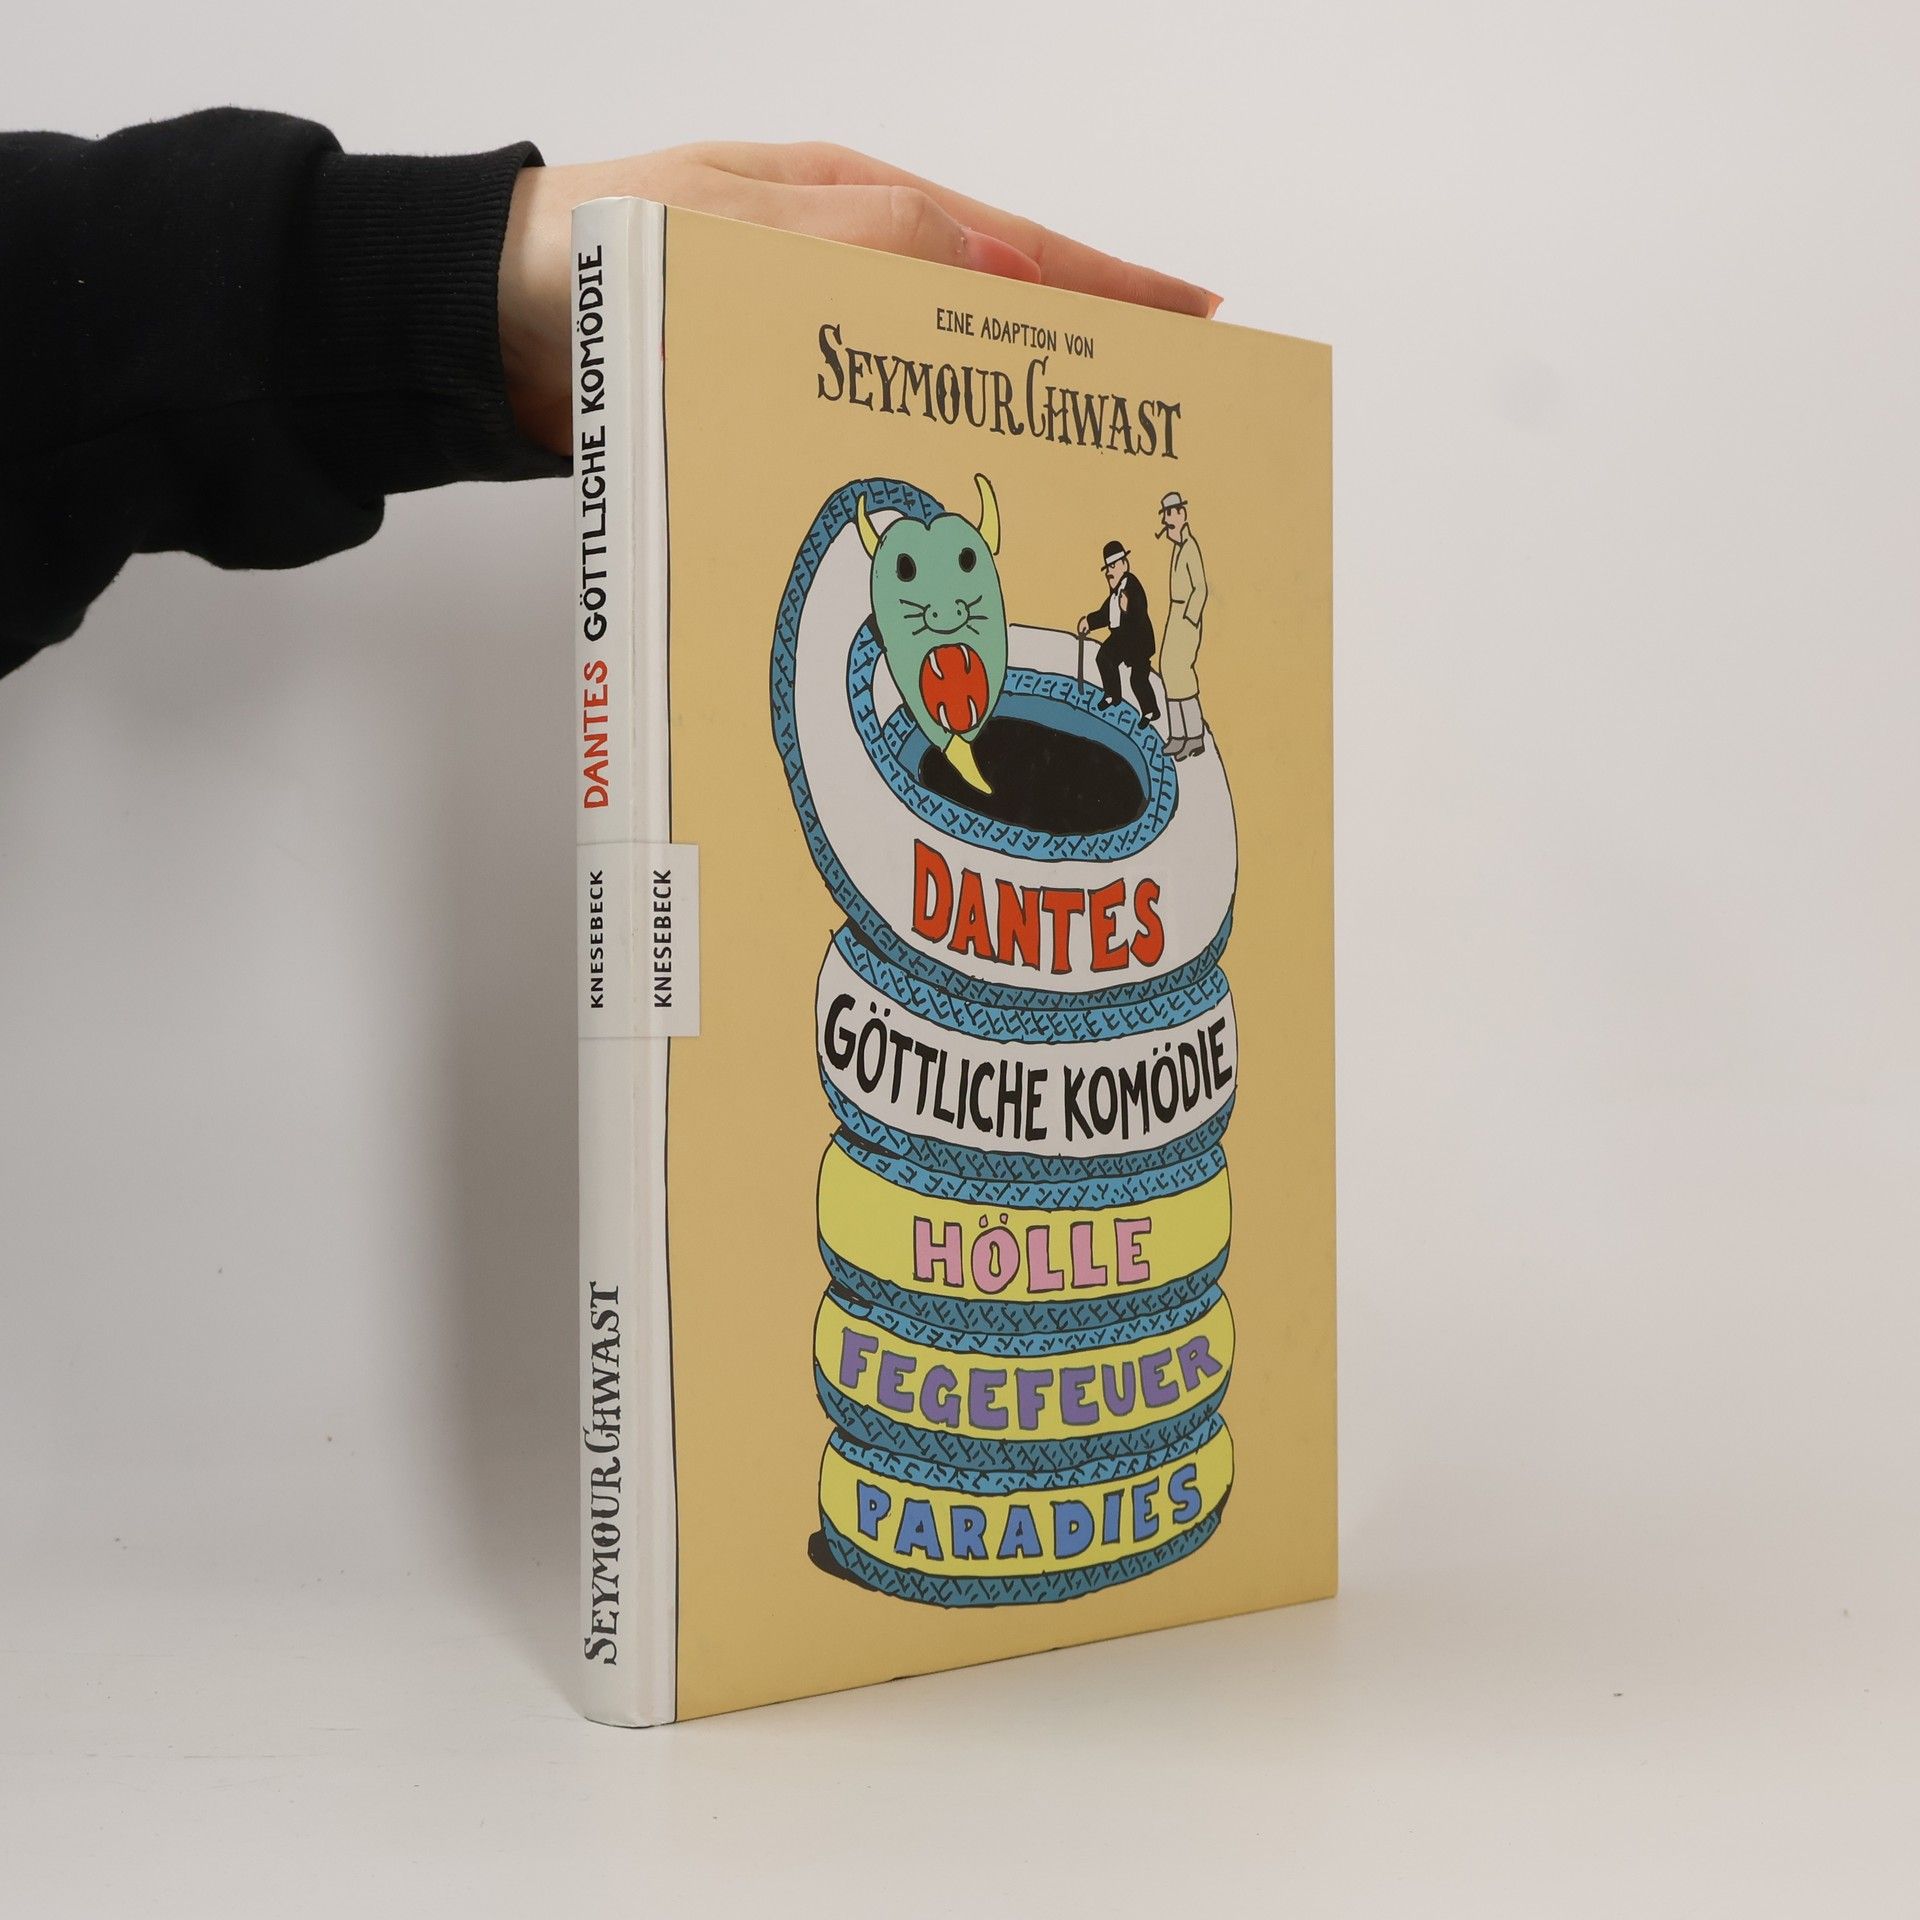 DANTES GÖTTLICHE KOMÖDIE
KNESEBECK
SEYMOUR CHWAST
KNESEBECK
EINE ADAPTION VON
SEYMOUR CHWAST
DANTES
GÖTTLICHE KOMÖDIE
HÖLLE
FEGEFEUER
PARADIES